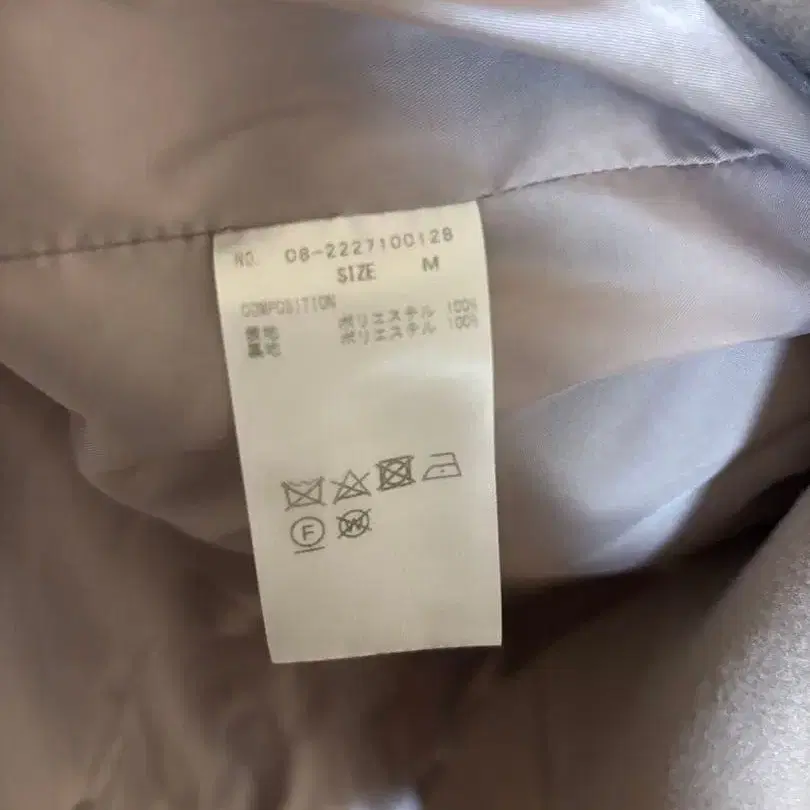 NO. 08-2227100128
SIZE M
COMPOSITION
表地 ポリエステル 100%
裏地 ポリエステル 100%
F W